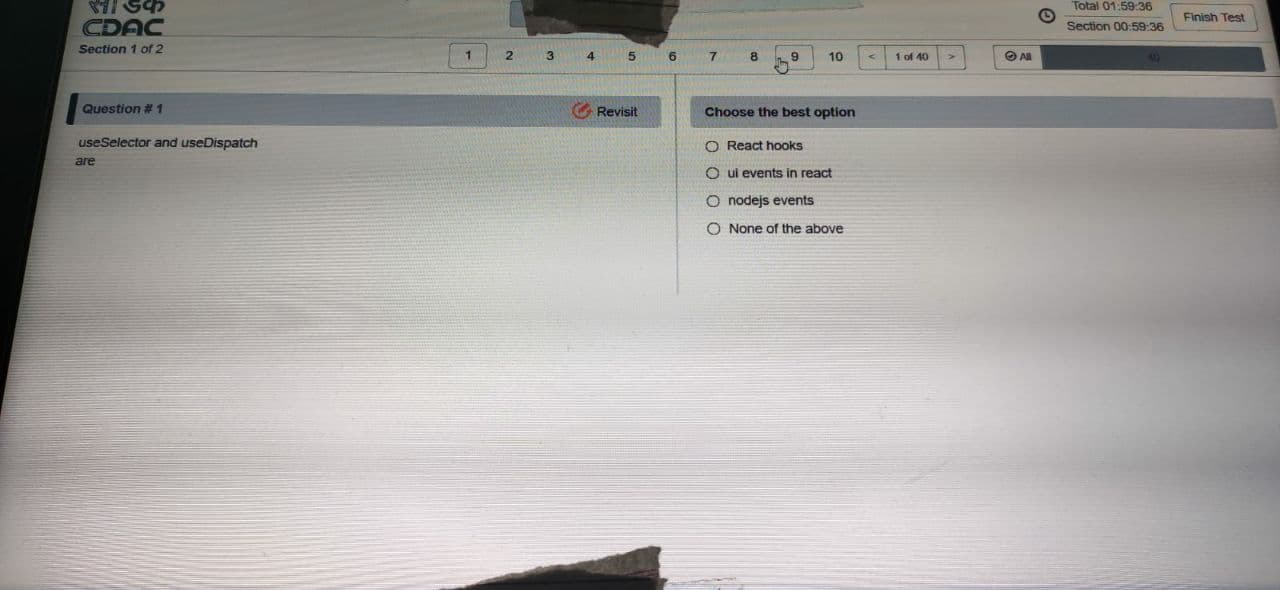 CDAC
Section 1 of 2
1 2 3 4 5 6 7 8 9 10 < 1 of 40 > All 40
Total 01:59:36
Section 00:59:36
Finish Test
Question # 1
Revisit
useSelector and useDispatch
are
Choose the best option
React hooks
ui events in react
nodejs events
None of the above